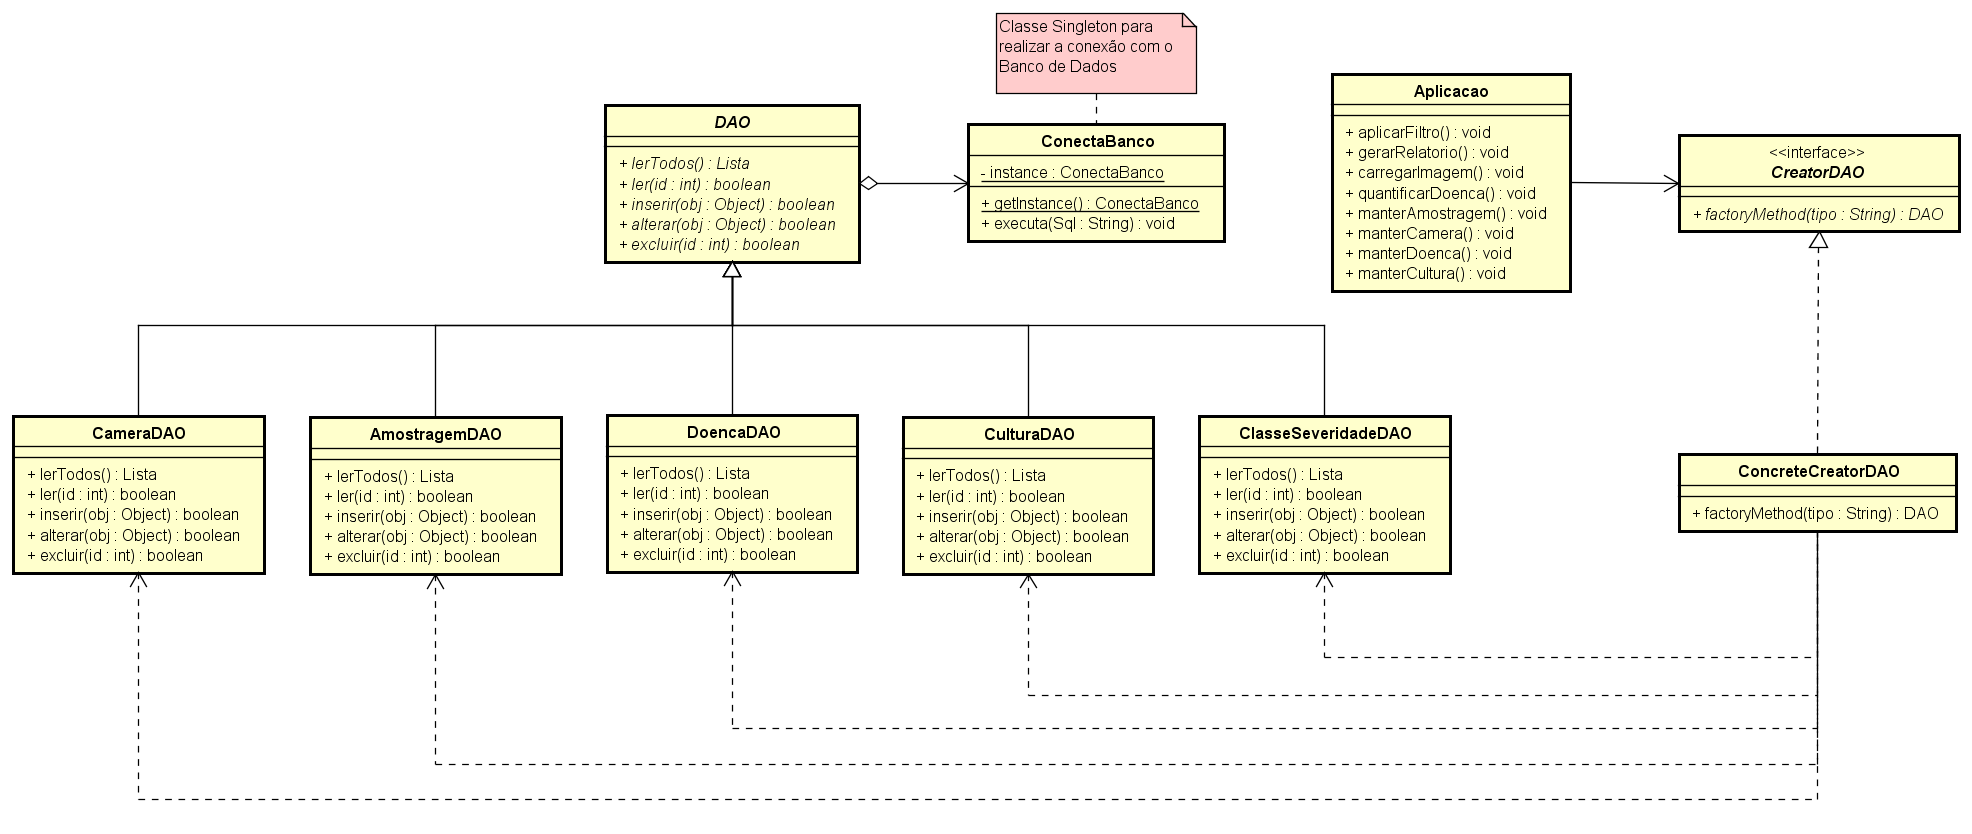 Classe Singleton para
realizar a conexão com o
Banco de Dados
DAO
+ lerTodos() : Lista
+ ler(id : int) : boolean
+ inserir(obj : Object) : boolean
+ alterar(obj : Object) : boolean
+ excluir(id : int) : boolean
ConectaBanco
- instance : ConectaBanco
+ getInstance() : ConectaBanco
+ executa(Sql : String) : void
Aplicacao
+ aplicarFiltro() : void
+ gerarRelatorio() : void
+ carregarImagem() : void
+ quantificarDoenca() : void
+ manterAmostragem() : void
+ manterCamera() : void
+ manterDoenca() : void
+ manterCultura() : void
<<interface>>
CreatorDAO
+ factoryMethod(tipo : String) : DAO
CameraDAO
+ lerTodos() : Lista
+ ler(id : int) : boolean
+ inserir(obj : Object) : boolean
+ alterar(obj : Object) : boolean
+ excluir(id : int) : boolean
AmostragemDAO
+ lerTodos() : Lista
+ ler(id : int) : boolean
+ inserir(obj : Object) : boolean
+ alterar(obj : Object) : boolean
+ excluir(id : int) : boolean
DoencaDAO
+ lerTodos() : Lista
+ ler(id : int) : boolean
+ inserir(obj : Object) : boolean
+ alterar(obj : Object) : boolean
+ excluir(id : int) : boolean
CulturaDAO
+ lerTodos() : Lista
+ ler(id : int) : boolean
+ inserir(obj : Object) : boolean
+ alterar(obj : Object) : boolean
+ excluir(id : int) : boolean
ClasseSeveridadeDAO
+ lerTodos() : Lista
+ ler(id : int) : boolean
+ inserir(obj : Object) : boolean
+ alterar(obj : Object) : boolean
+ excluir(id : int) : boolean
ConcreteCreatorDAO
+ factoryMethod(tipo : String) : DAO